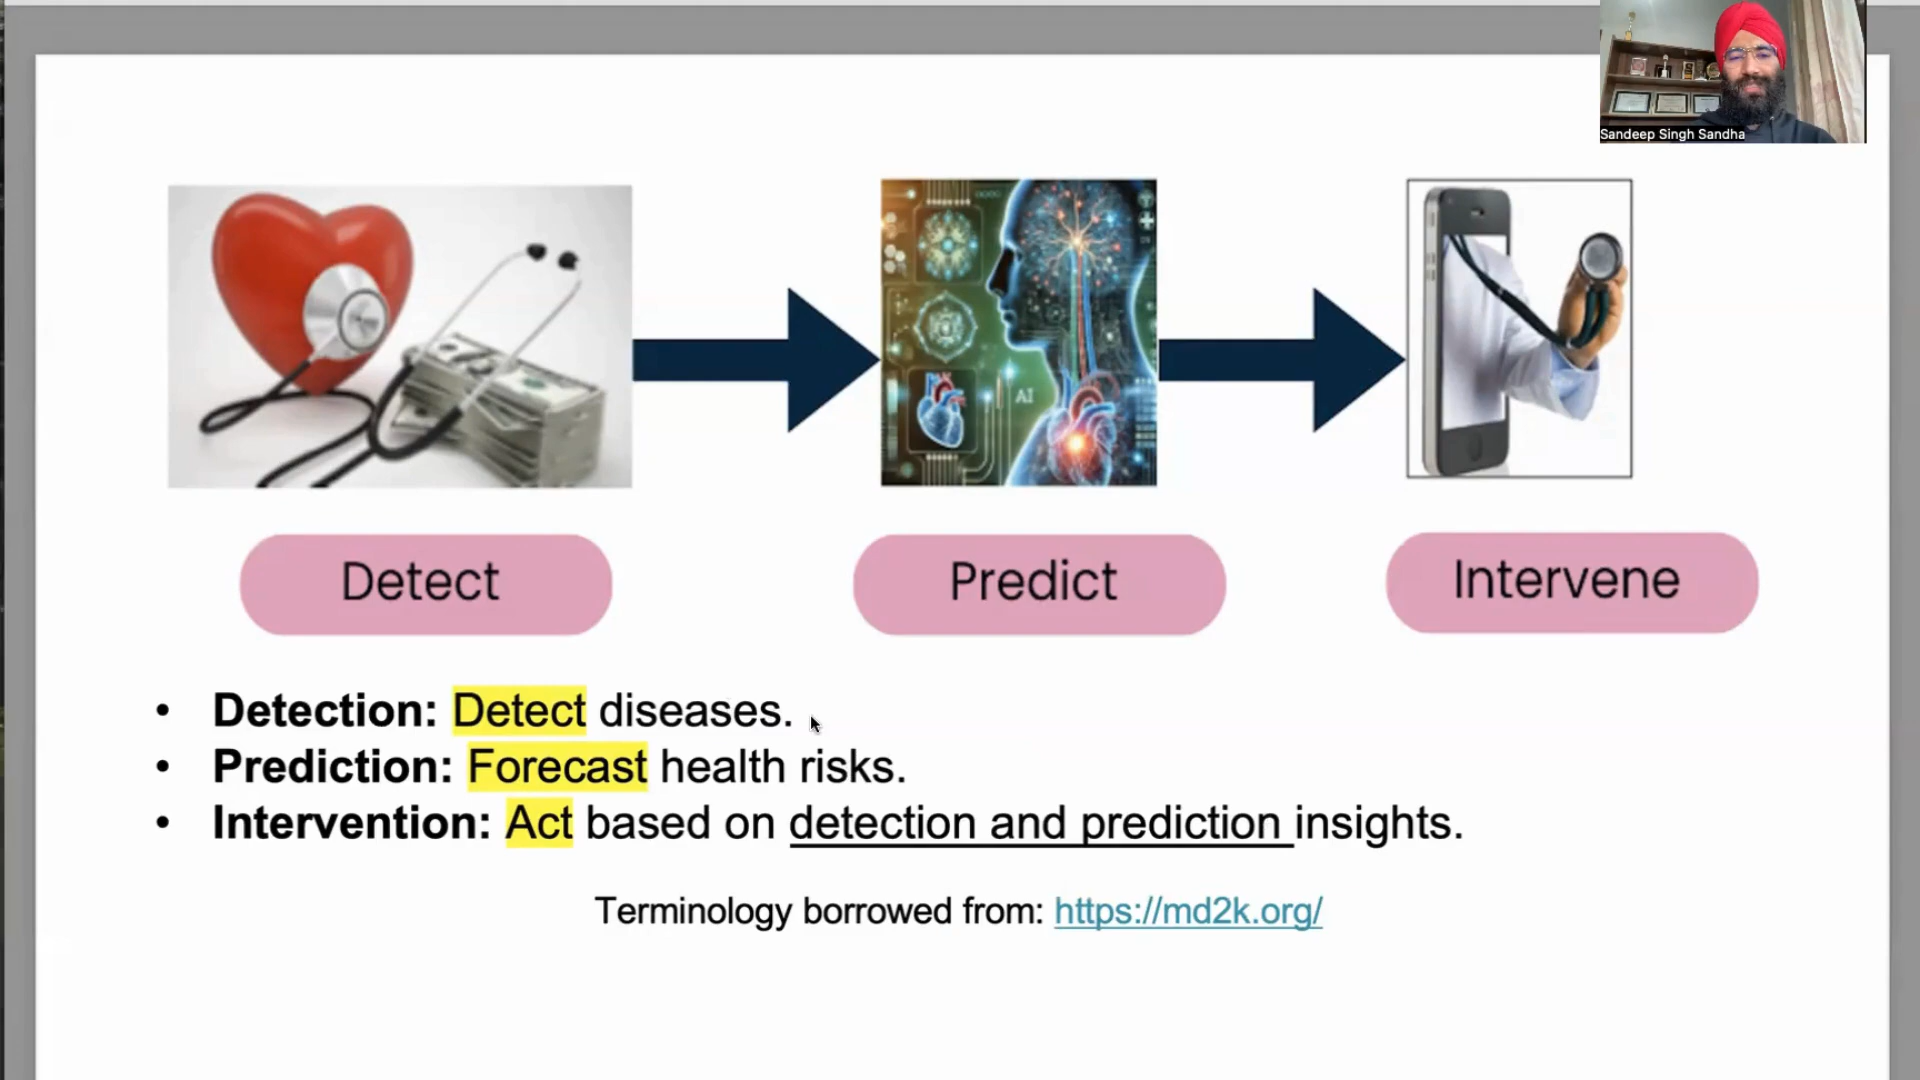 Sandeep Singh Sandha
AI
Detect
Predict
Intervene
• Detection: Detect diseases.
• Prediction: Forecast health risks.
• Intervention: Act based on detection and prediction insights.
Terminology borrowed from: https://md2k.org/